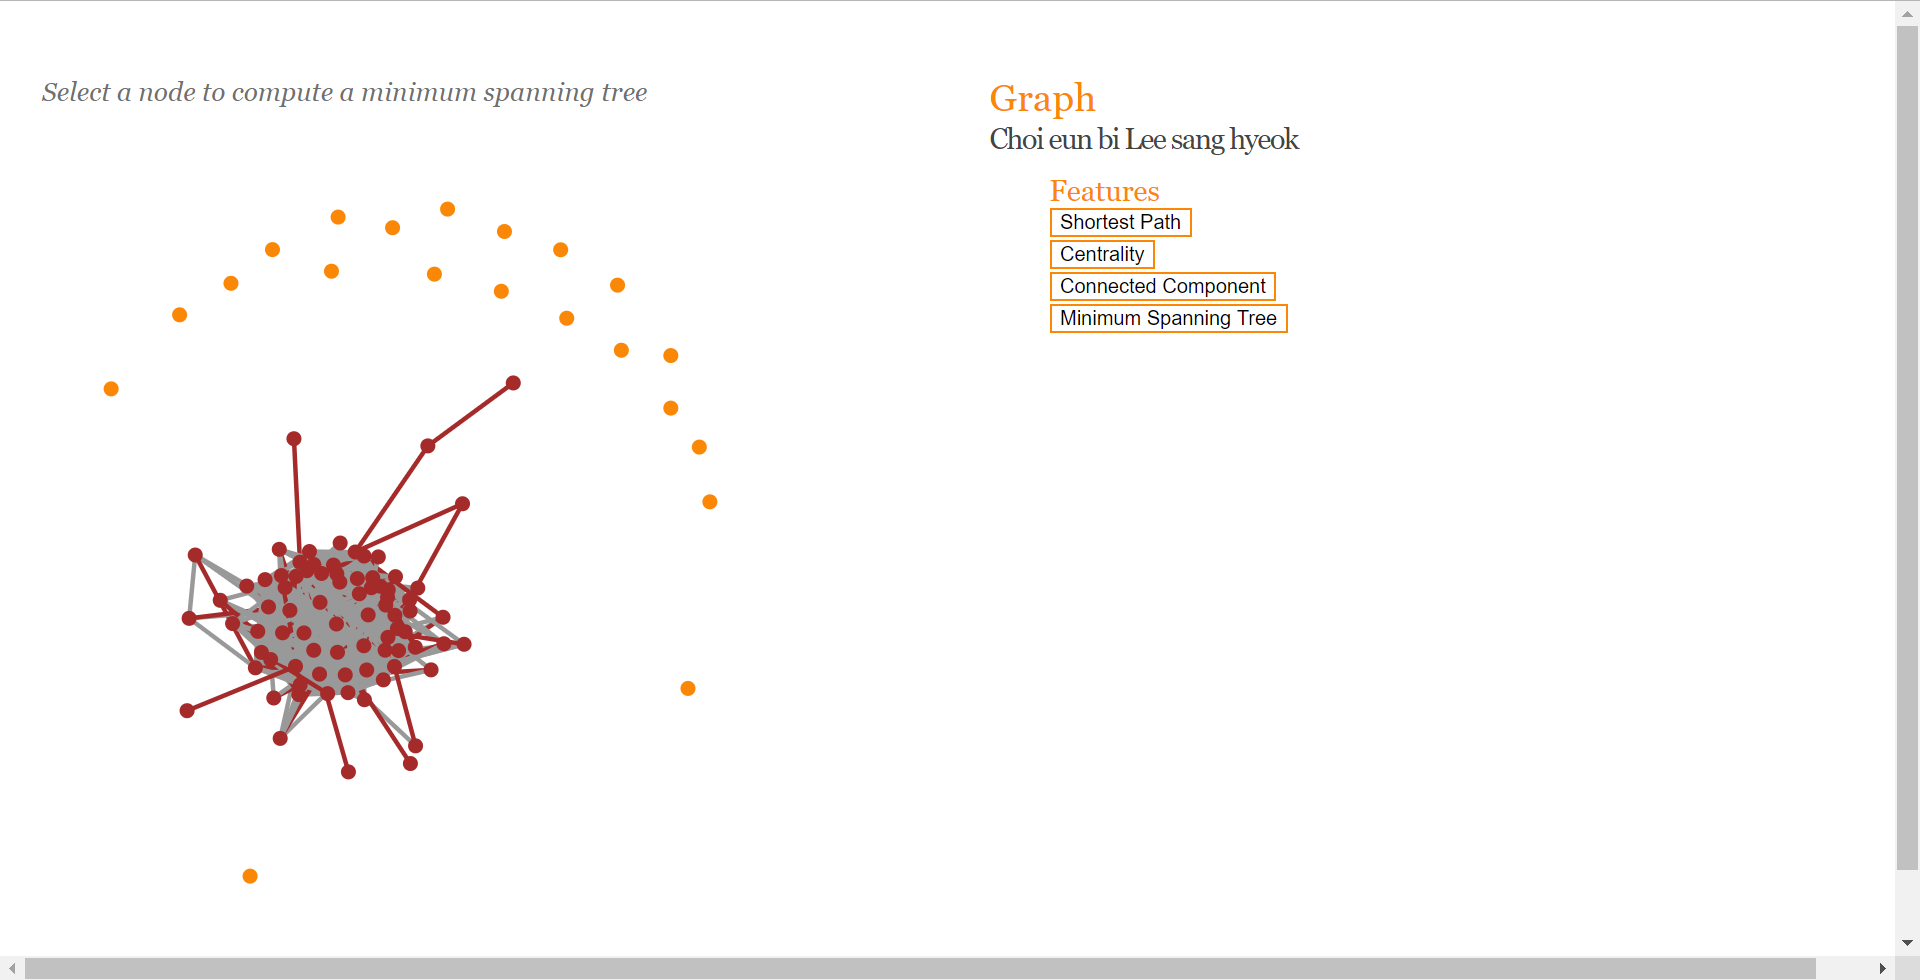 Select a node to compute a minimum spanning tree
Graph
Choi eun bi Lee sang hyeok
Features
Shortest Path
Centrality
Connected Component
Minimum Spanning Tree